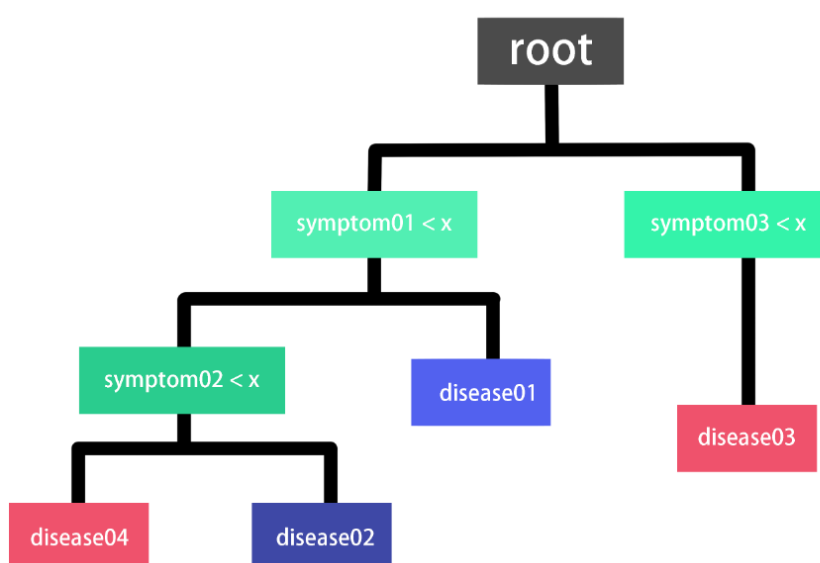 root
symptom01 < x
symptom03 < x
symptom02 < x
disease01
disease03
disease04
disease02